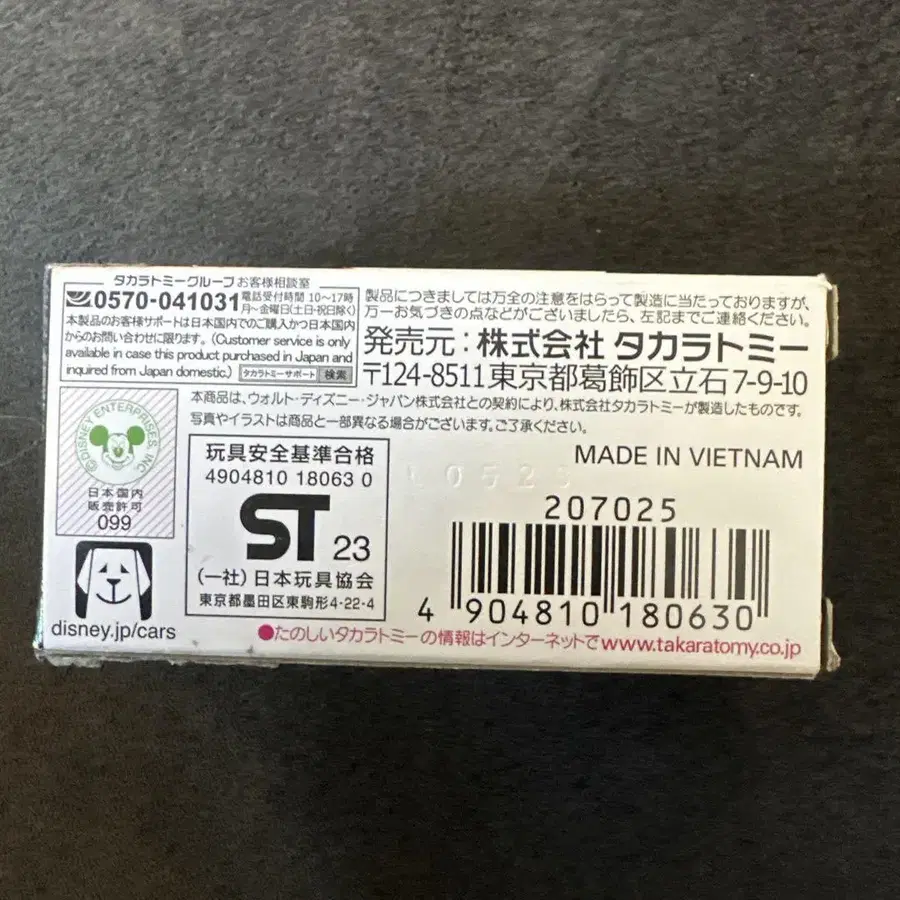 タカラトミーグループ お客様相談室
0570-041031 電話受付時間 10〜17時
月〜金曜日(土日・祝日除く)
本製品のお客様サポートは日本国内でのご購入かつ日本国内
からのお問い合わせに限ります。(Customer service is only
available in case this product purchased in Japan and
inquired from Japan domestic.) タカラトミーサポート 検索
製品につきましては万全の注意をはらって製造に当たっておりますが、
万一お気づきの点などがございましたら、左記までご連絡ください。
発売元:株式会社 タカラトミー
〒124-8511東京都葛飾区立石7-9-10
本商品は、ウォルト・ディズニー・ジャパン株式会社との契約により、株式会社タカラトミーが製造したものです。
写真やイラストは商品と一部異なる場合がございます。ご了承ください。
©DISNEY ENTERPRISES, INC.
日本国内
販売許可
099
disney.jp/cars
玩具安全基準合格
4904810 18063 0
ST 23
(一社)日本玩具協会
東京都墨田区東駒形4-22-4
MADE IN VIETNAM
207025
4 904810 180630
●たのしいタカラトミーの情報はインターネットで www.takaratomy.co.jp